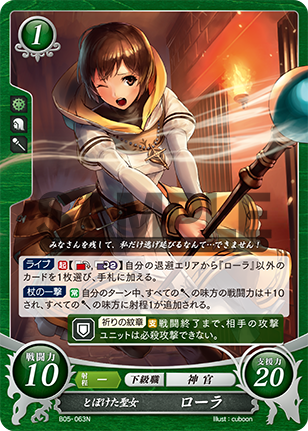 1
みなさんを残して、私だけ逃げ延びるなんて…できません！
ライブ 起 【 、 2】自分の退避エリアから『ローラ』以外の
カードを1枚選び、手札に加える。
杖の一撃 常 自分のターン中、すべての の味方の戦闘力は＋10
され、すべての の味方に射程1が追加される。
祈りの紋章 支 戦闘終了まで、相手の攻撃
ユニットは必殺攻撃できない。
戦闘力
10
射程 － 下級職 神官
支援力
20
とぼけた聖女 ローラ
B05-063N
Illust : cuboon